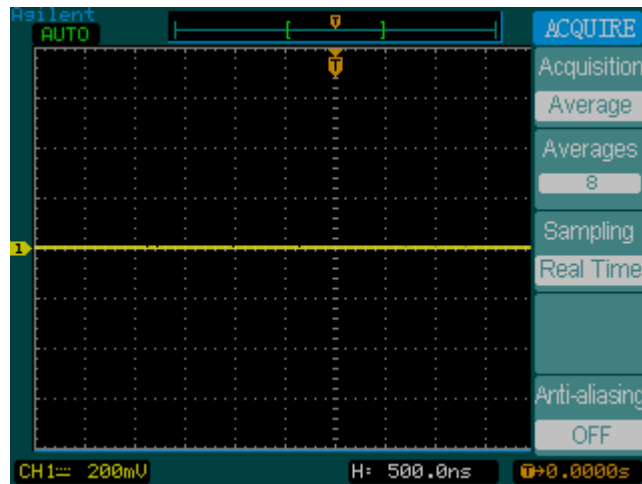 Agilent
AUTO
T
ACQUIRE
T
Acquisition
Average
Averages
8
1
Sampling
Real Time
Anti-aliasing
OFF
CH1 200mV
H: 500.0ns
T→0.0000s